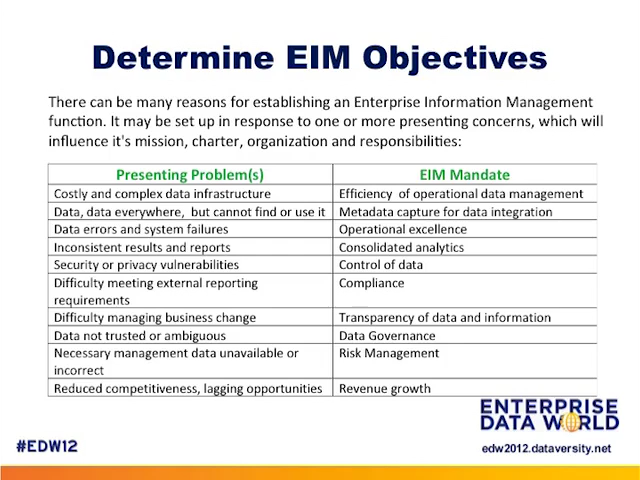 Determine EIM Objectives
There can be many reasons for establishing an Enterprise Information Management
function. It may be set up in response to one or more presenting concerns, which will
influence it's mission, charter, organization and responsibilities:
Presenting Problem(s) EIM Mandate
Costly and complex data infrastructure Efficiency of operational data management
Data, data everywhere, but cannot find or use it Metadata capture for data integration
Data errors and system failures Operational excellence
Inconsistent results and reports Consolidated analytics
Security or privacy vulnerabilities Control of data
Difficulty meeting external reporting Compliance
requirements
Difficulty managing business change Transparency of data and information
Data not trusted or ambiguous Data Governance
Necessary management data unavailable or Risk Management
incorrect
Reduced competitiveness, lagging opportunities Revenue growth
ENTERPRISE
DATA WORLD
#EDW12
edw2012.dataversity.net